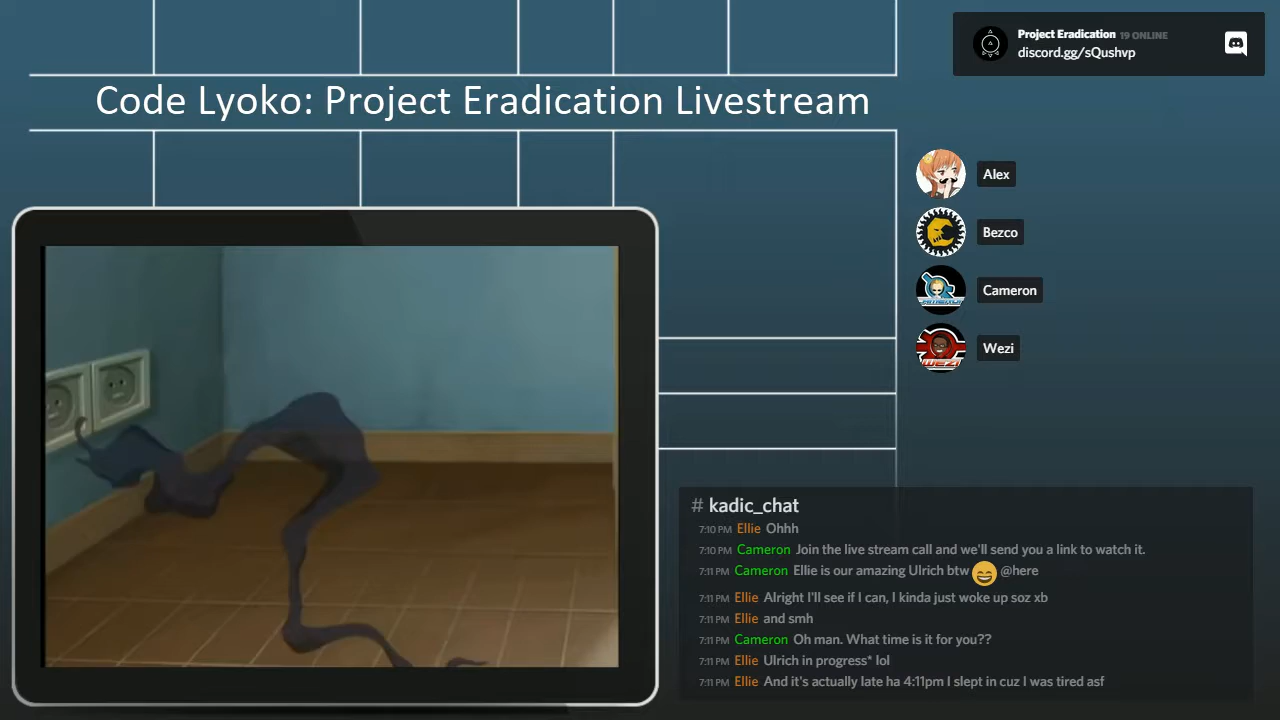 Project Eradication 19 ONLINE
discord.gg/sQushvp
Code Lyoko: Project Eradication Livestream
Alex
Bezco
Cameron
Wezi
WEZI
# kadic_chat
7:10 PM Ellie Ohhh
7:10 PM Cameron Join the live stream call and we'll send you a link to watch it.
7:11 PM Cameron Ellie is our amazing Ulrich btw 😄 @here
7:11 PM Ellie Alright I'll see if I can, I kinda just woke up soz xb
7:11 PM Ellie and smh
7:11 PM Cameron Oh man. What time is it for you??
7:11 PM Ellie Ulrich in progress* lol
7:11 PM Ellie And it's actually late ha 4:11pm I slept in cuz I was tired asf